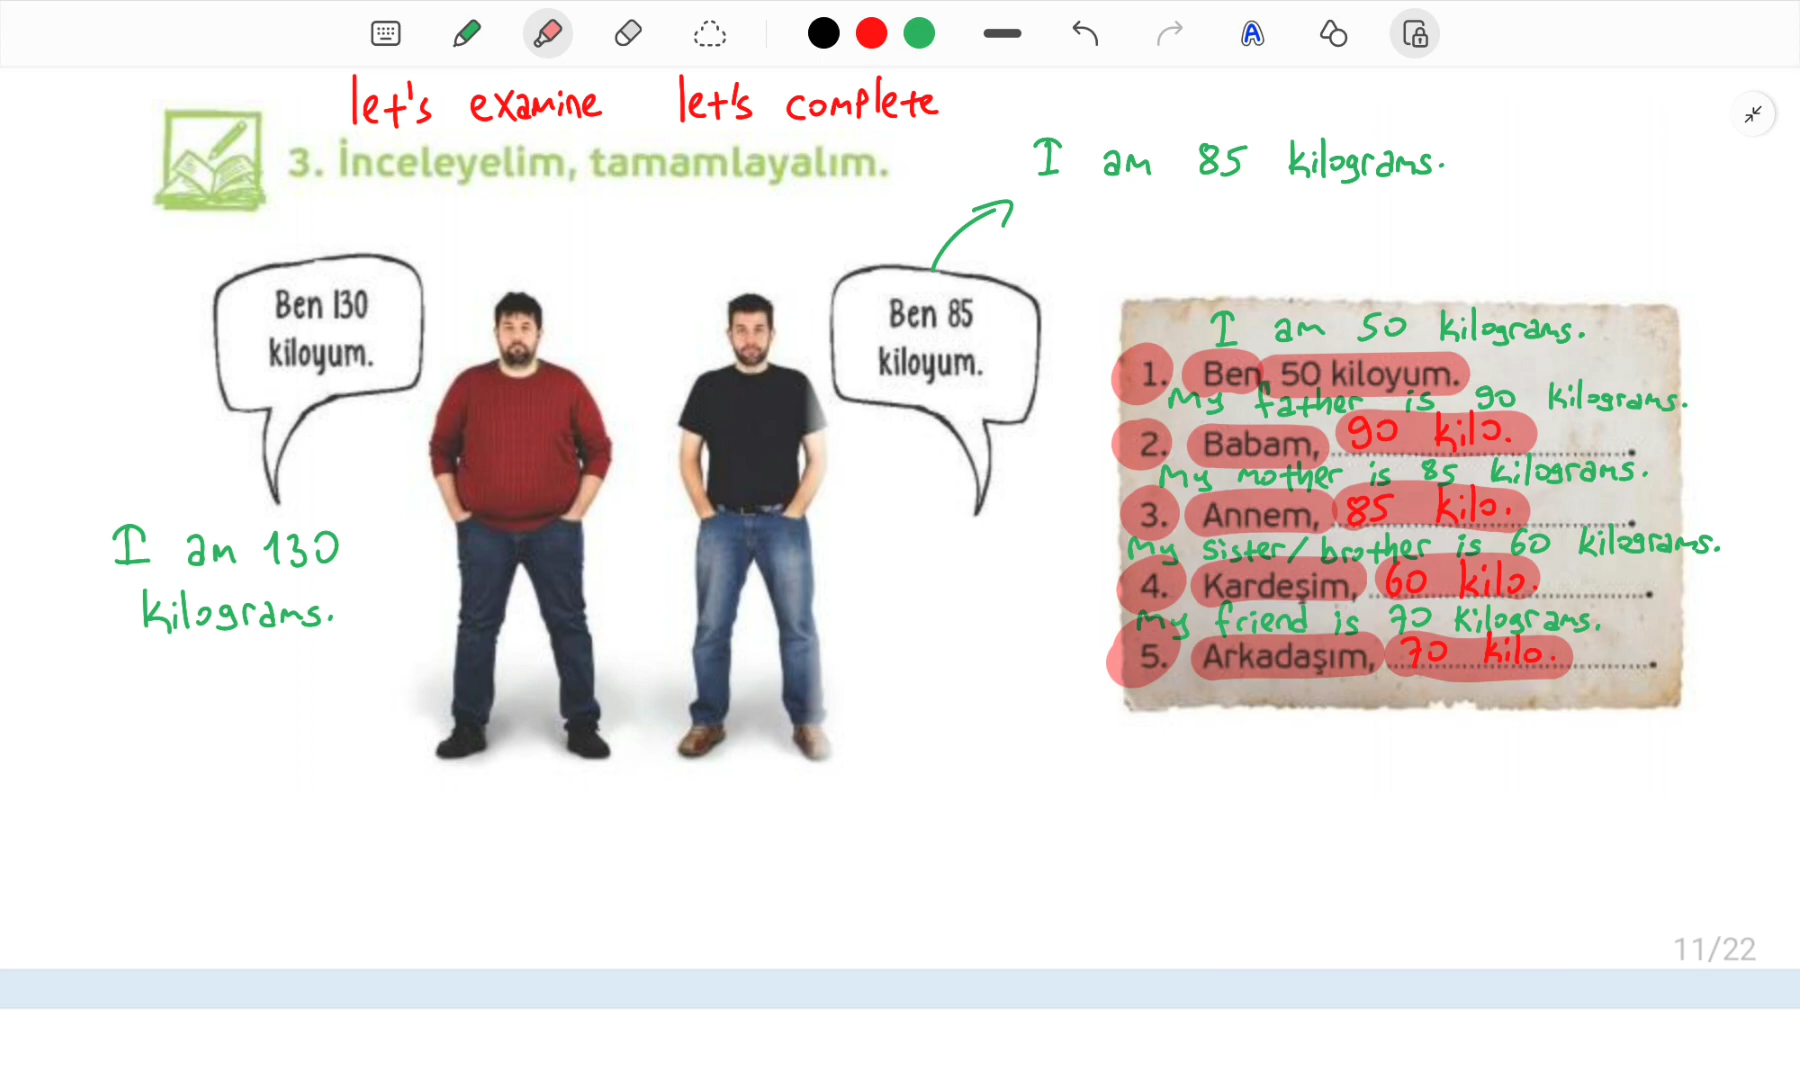 let's examine let's complete
3. İnceleyelim, tamamlayalım.
I am 85 kilograms.
Ben 130
kiloyum.
Ben 85
kiloyum.
I am 130
kilograms.
I am 50 kilograms.
1. Ben, 50 kiloyum.
My father is 90 kilograms.
2. Babam, 90 kilo.
My mother is 85 kilograms.
3. Annem, 85 kilo.
My sister/brother is 60 kilograms.
4. Kardeşim, 60 kilo.
My friend is 70 kilograms.
5. Arkadaşım, 70 kilo.
11/22